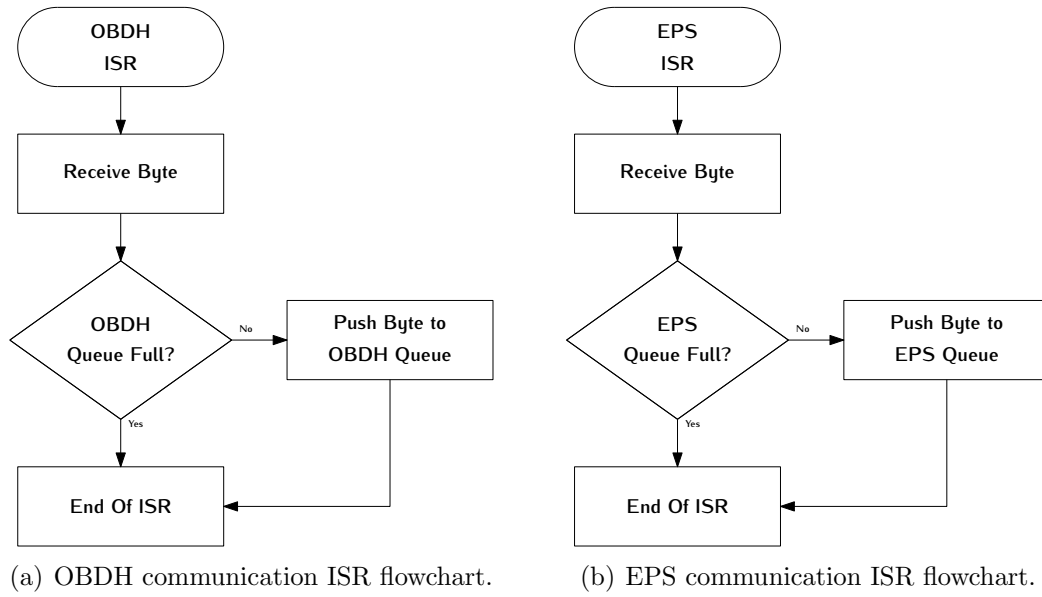 OBDH
ISR
Receive Byte
OBDH
Queue Full?
No
Push Byte to
OBDH Queue
Yes
End Of ISR
(a) OBDH communication ISR flowchart.
EPS
ISR
Receive Byte
EPS
Queue Full?
No
Push Byte to
EPS Queue
Yes
End Of ISR
(b) EPS communication ISR flowchart.